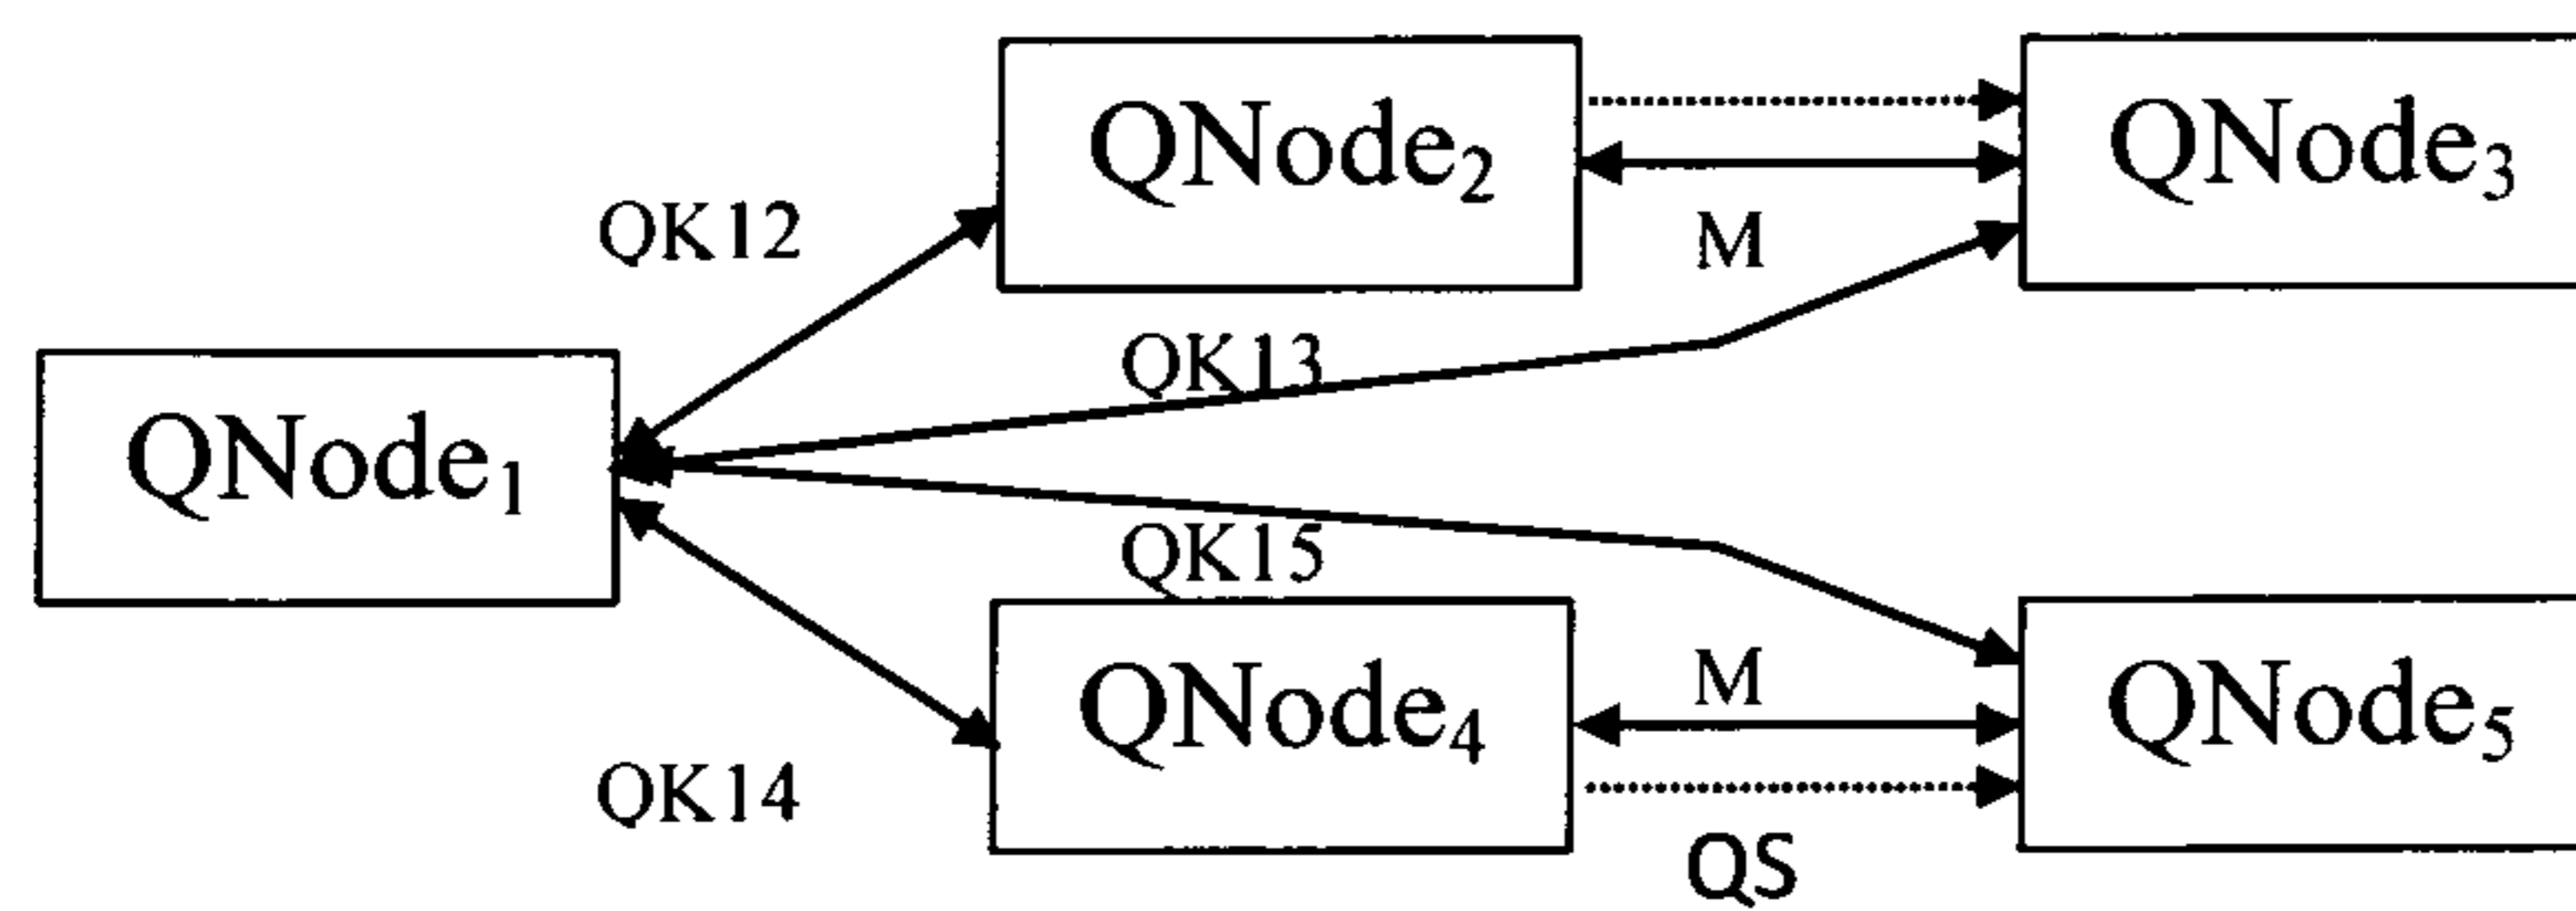 QNode₂
QNode₃
QK12
M
QK13
QNode₁
QK15
M
QNode₄
QNode₅
QK14
QS